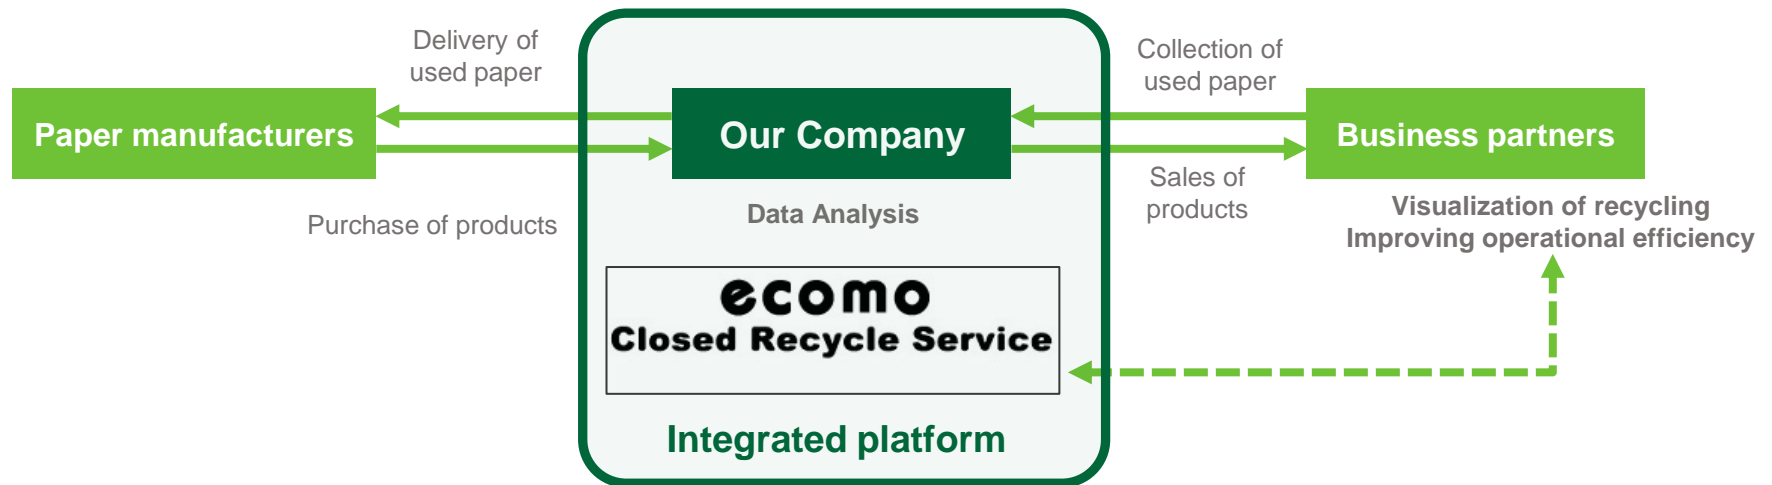 Delivery of
used paper
Collection of
used paper
Paper manufacturers
Our Company
Business partners
Purchase of products
Data Analysis
Sales of
products
Visualization of recycling
Improving operational efficiency
ecomo
Closed Recycle Service
Integrated platform